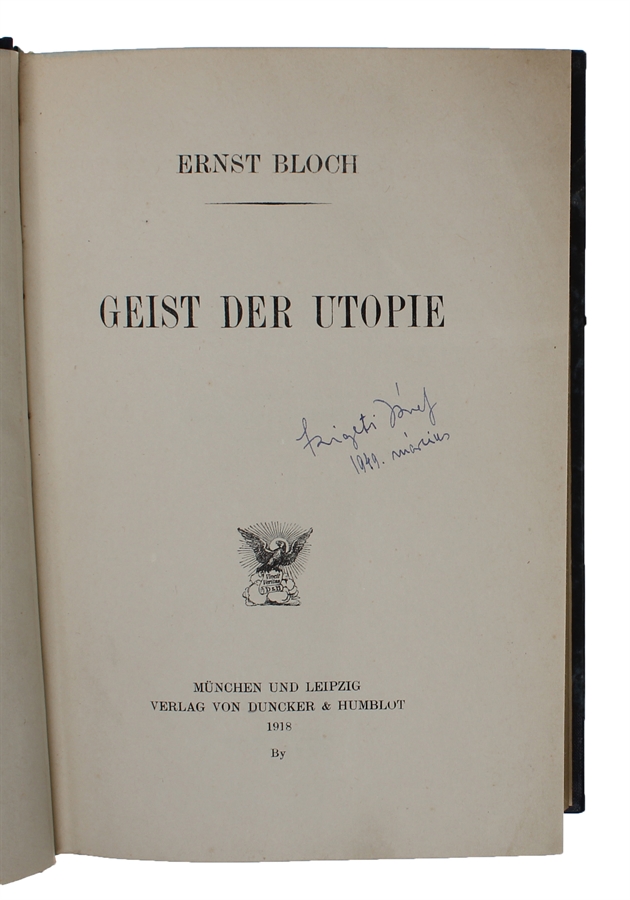 ERNST BLOCH
GEIST DER UTOPIE
Szigeti József
1949. március
D&H
MÜNCHEN UND LEIPZIG
VERLAG VON DUNCKER & HUMBLOT
1918
By